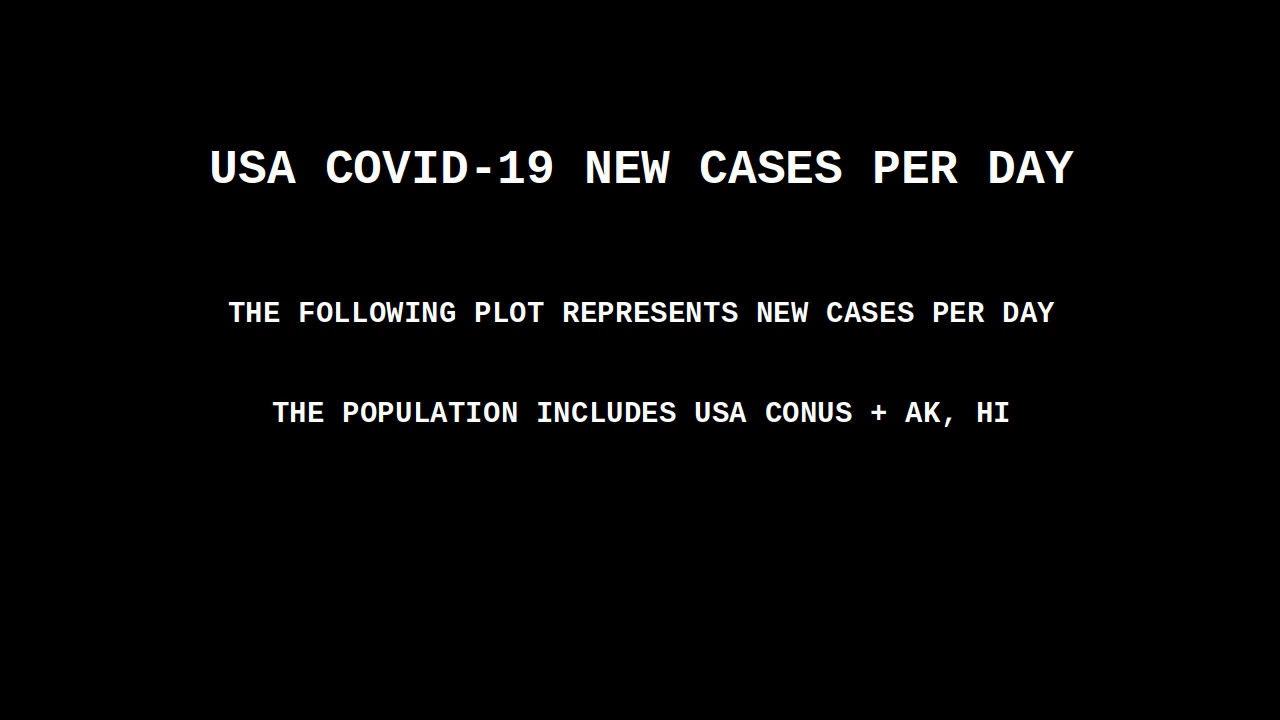 USA COVID-19 NEW CASES PER DAY
THE FOLLOWING PLOT REPRESENTS NEW CASES PER DAY
THE POPULATION INCLUDES USA CONUS + AK, HI